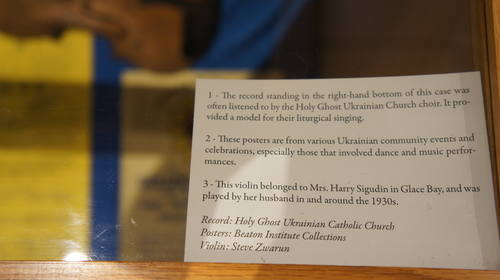 1 - The record standing in the right-hand bottom of this case was
often listened to by the Holy Ghost Ukrainian Church choir. It pro-
vided a model for their liturgical singing.
2 - These posters are from various Ukrainian community events and
celebrations, especially those that involved dance and music perfor-
mances.
3 - This violin belonged to Mrs. Harry Sigudin in Glace Bay, and was
played by her husband in and around the 1930s.
Record: Holy Ghost Ukrainian Catholic Church
Posters: Beaton Institute Collections
Violin: Steve Zwarun